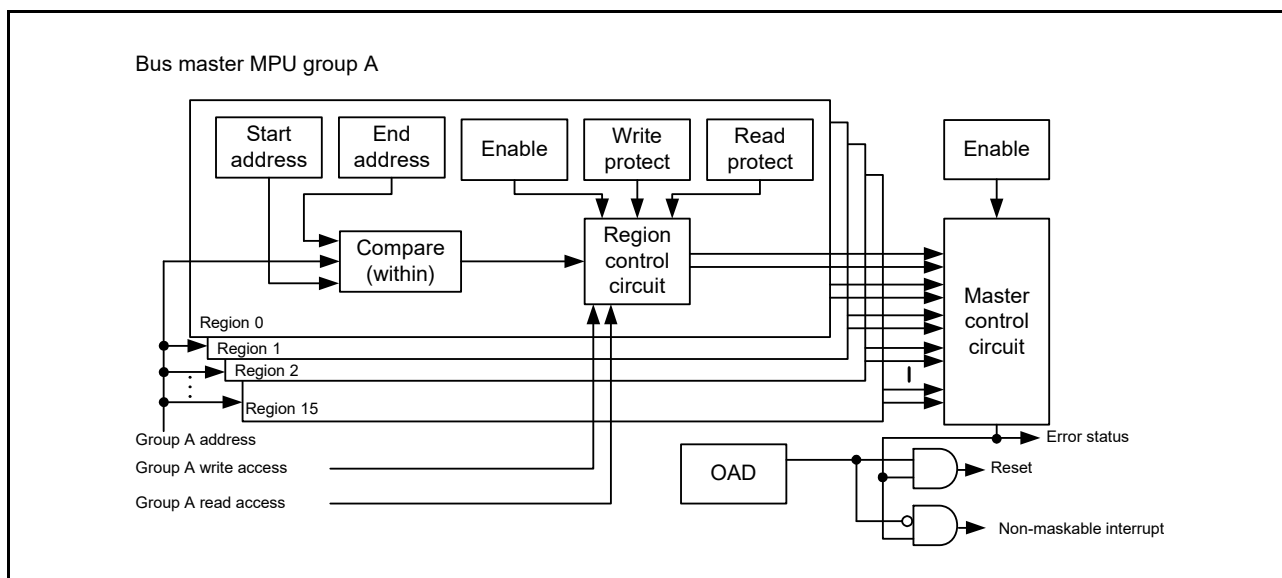 Bus master MPU group A
Start
address
End
address
Enable
Write
protect
Read
protect
Enable
Compare
(within)
Region
control
circuit
Master
control
circuit
Region 0
Region 1
Region 2
Region 15
Group A address
Group A write access
Group A read access
OAD
Error status
Reset
Non-maskable interrupt